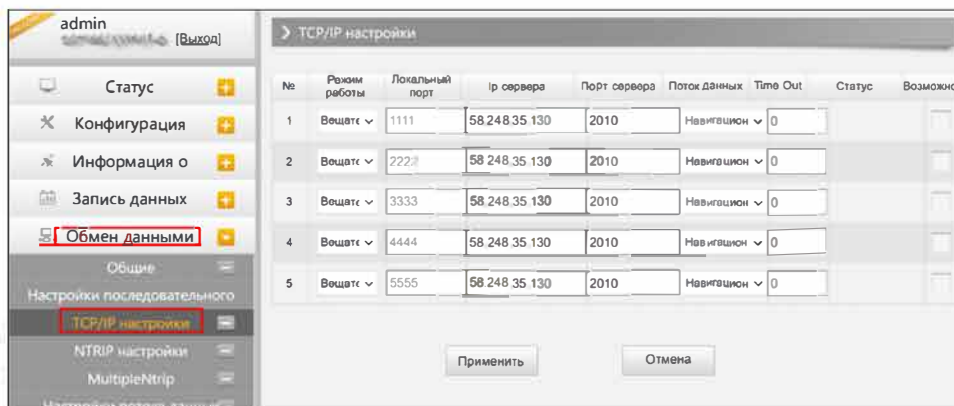 admin
[Выход]
TCP/IP настройки
Статус
Конфигурация
Информация о
Запись данных
Обмен данными
Общие
Настройки последовательного
TCP/IP настройки
NTRIP настройки
MultipleNtrip
Настройки потока данных
№ Режим работы Локальный порт Ip сервера Порт сервера Поток данных Time Out Статус Возможно
1 Вещате 1111 58.248.35.130 2010 Навигацион 0
2 Вещате 2222 58.248.35.130 2010 Навигацион 0
3 Вещате 3333 58.248.35.130 2010 Навигацион 0
4 Вещате 4444 58.248.35.130 2010 Навигацион 0
5 Вещате 5555 58.248.35.130 2010 Навигацион 0
Применить Отмена